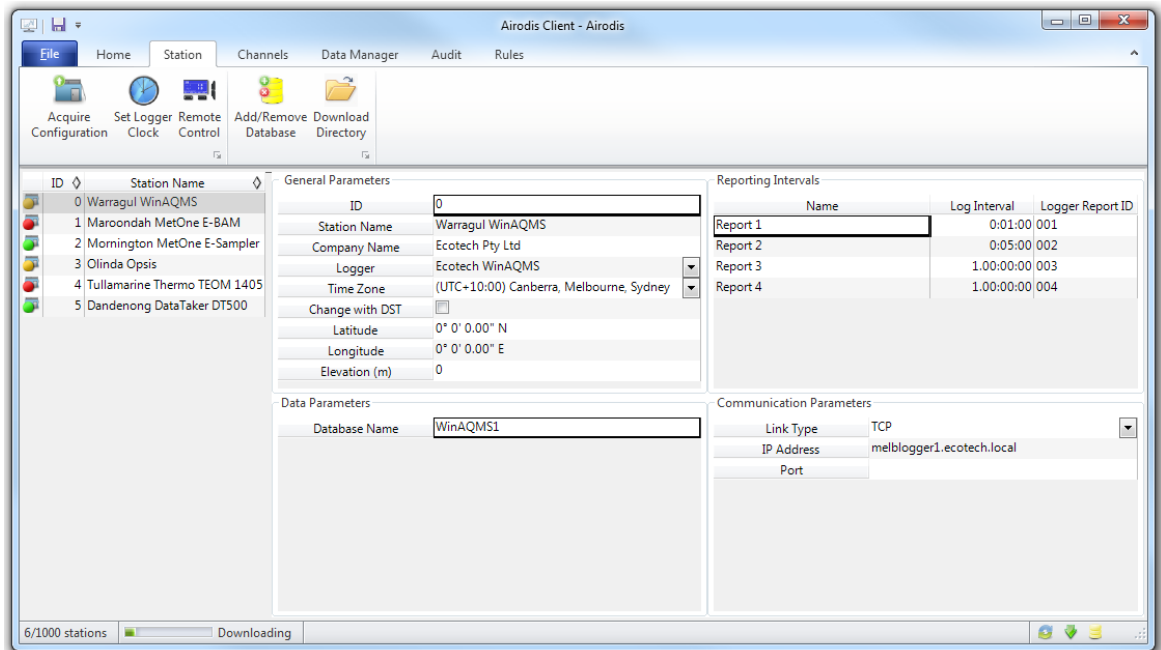 Airodis Client - Airodis
File Home Station Channels Data Manager Audit Rules
Acquire Configuration
Set Logger Clock
Remote Control
Add/Remove Database
Download Directory
ID Station Name
0 Warragul WinAQMS
1 Maroondah MetOne E-BAM
2 Mornington MetOne E-Sampler
3 Olinda Opsis
4 Tullamarine Thermo TEOM 1405
5 Dandenong DataTaker DT500
General Parameters
ID 0
Station Name Warragul WinAQMS
Company Name Ecotech Pty Ltd
Logger Ecotech WinAQMS
Time Zone (UTC+10:00) Canberra, Melbourne, Sydney
Change with DST
Latitude 0° 0' 0.00" N
Longitude 0° 0' 0.00" E
Elevation (m) 0
Reporting Intervals
Name Log Interval Logger Report ID
Report 1 0:01:00 001
Report 2 0:05:00 002
Report 3 1.00:00:00 003
Report 4 1.00:00:00 004
Data Parameters
Database Name WinAQMS1
Communication Parameters
Link Type TCP
IP Address melblogger1.ecotech.local
Port
6/1000 stations Downloading